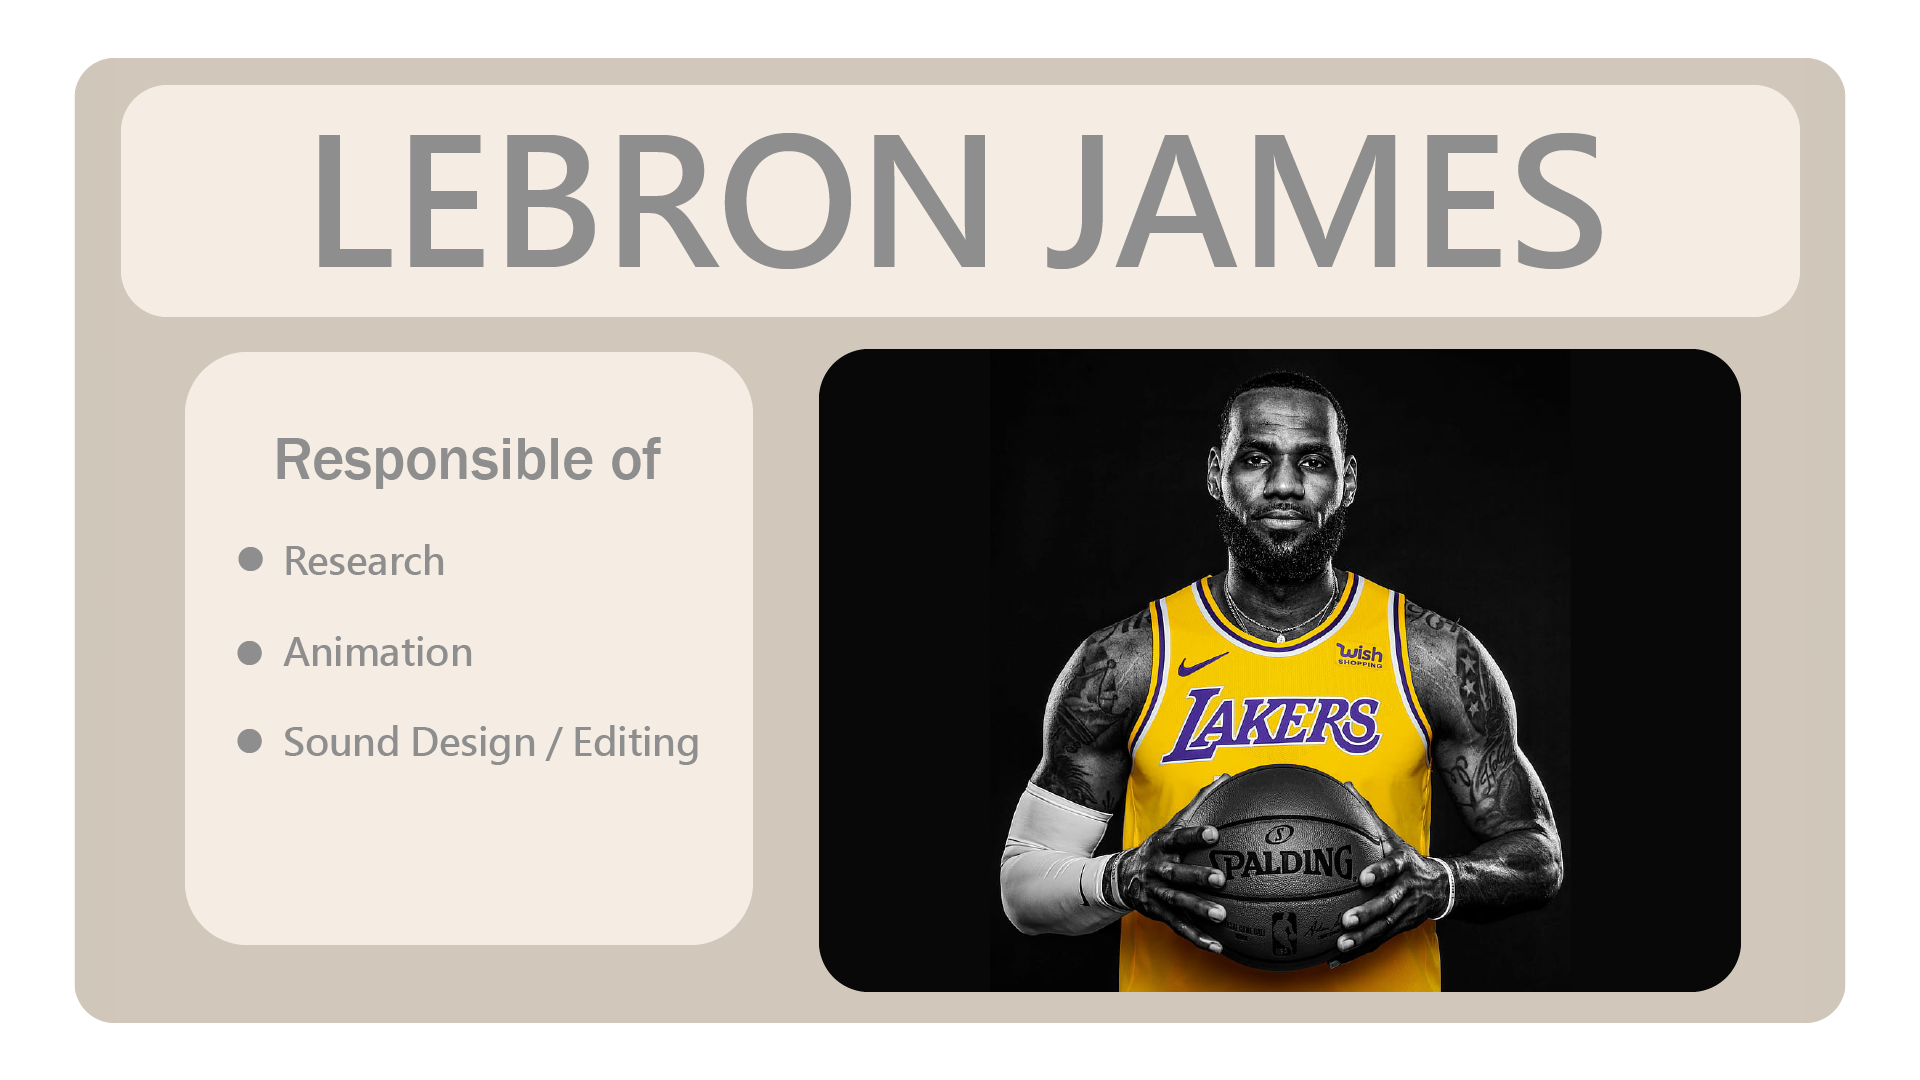 LEBRON JAMES
Responsible of
Research
Animation
Sound Design / Editing
wish
SHOPPING
LAKERS
SPALDING